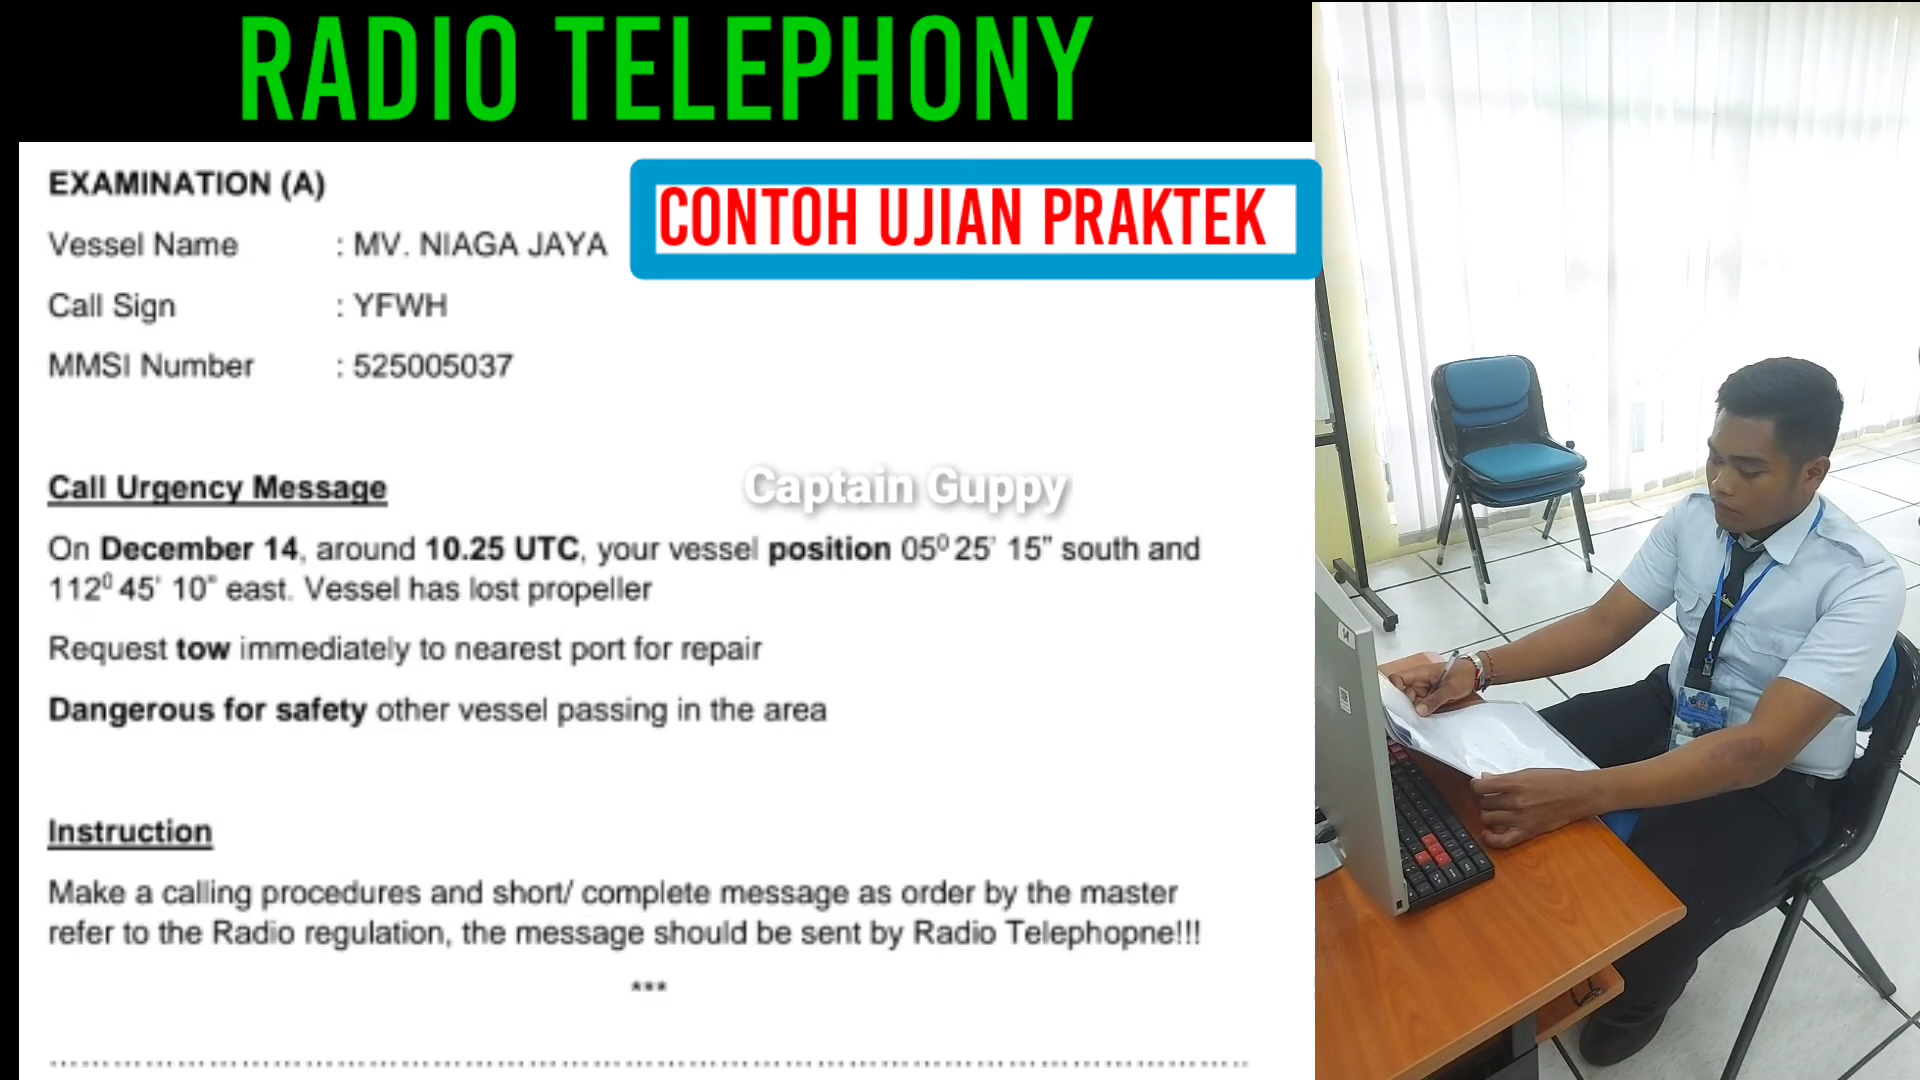 RADIO TELEPHONY
EXAMINATION (A)
CONTOH UJIAN PRAKTEK
Vessel Name : MV. NIAGA JAYA
Call Sign : YFWH
MMSI Number : 525005037
Call Urgency Message
Captain Guppy
On December 14, around 10.25 UTC, your vessel position 05⁰ 25' 15" south and
112⁰ 45' 10" east. Vessel has lost propeller
Request tow immediately to nearest port for repair
Dangerous for safety other vessel passing in the area
Instruction
Make a calling procedures and short/ complete message as order by the master
refer to the Radio regulation, the message should be sent by Radio Telephopne!!!
***